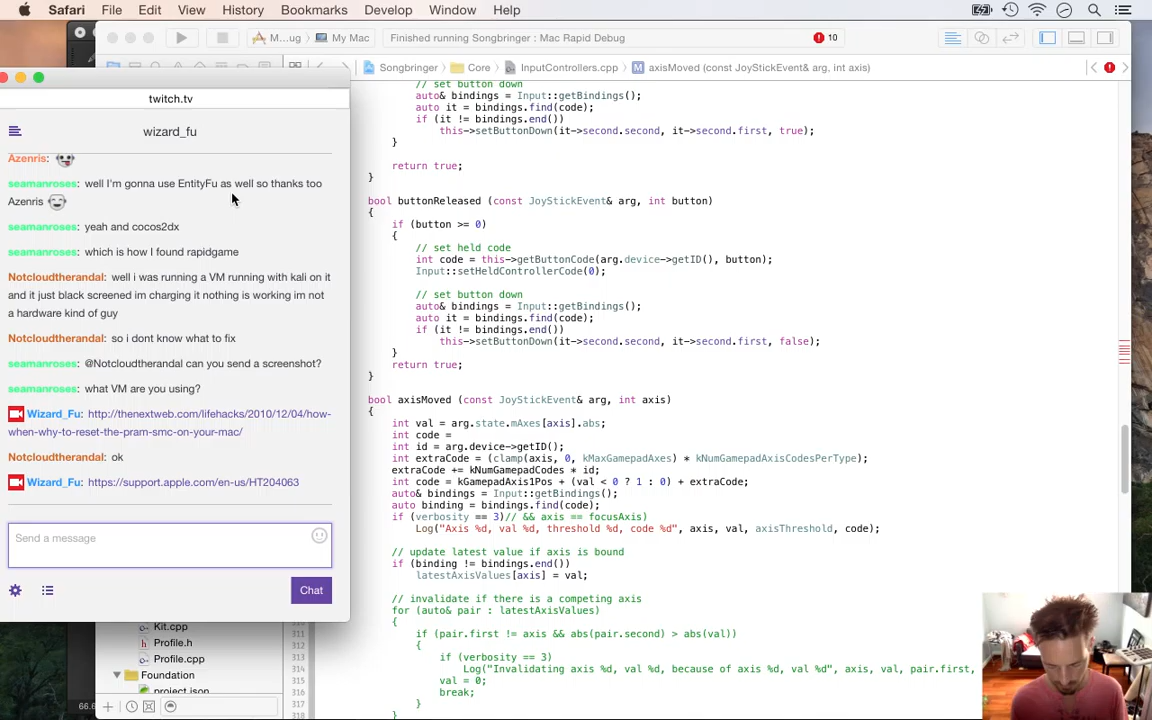 Safari File Edit View History Bookmarks Develop Window Help
M...ug My Mac Finished running Songbringer : Mac Rapid Debug 10
Songbringer Core InputControllers.cpp M axisMoved (const JoyStickEvent& arg, int axis)
twitch.tv
wizard_fu
Azenris:
seamanroses: well I'm gonna use EntityFu as well so thanks too
Azenris
seamanroses: yeah and cocos2dx
seamanroses: which is how I found rapidgame
Notcloudtherandal: well i was running a VM running with kali on it
and it just black screened im charging it nothing is working im not
a hardware kind of guy
Notcloudtherandal: so i dont know what to fix
seamanroses: @Notcloudtherandal can you send a screenshot?
seamanroses: what VM are you using?
Wizard_Fu: http://thenextweb.com/lifehacks/2010/12/04/how-
when-why-to-reset-the-pram-smc-on-your-mac/
Notcloudtherandal: ok
Wizard_Fu: https://support.apple.com/en-us/HT204063
Send a message
Chat
Kit.cpp
Profile.h
Profile.cpp
Foundation
project.json
66.6
// set button down
auto& bindings = Input::getBindings();
auto it = bindings.find(code);
if (it != bindings.end())
this->setButtonDown(it->second.second, it->second.first, true);
}
return true;
}
bool buttonReleased (const JoyStickEvent& arg, int button)
{
if (button >= 0)
{
// set held code
int code = this->getButtonCode(arg.device->getID(), button);
Input::setHeldControllerCode(0);
// set button down
auto& bindings = Input::getBindings();
auto it = bindings.find(code);
if (it != bindings.end())
this->setButtonDown(it->second.second, it->second.first, false);
}
return true;
}
bool axisMoved (const JoyStickEvent& arg, int axis)
{
int val = arg.state.mAxes[axis].abs;
int code =
int id = arg.device->getID();
int extraCode = (clamp(axis, 0, kMaxGamepadAxes) * kNumGamepadAxisCodesPerType);
extraCode += kNumGamepadCodes * id;
int code = kGamepadAxis1Pos + (val < 0 ? 1 : 0) + extraCode;
auto& bindings = Input::getBindings();
auto binding = bindings.find(code);
if (verbosity == 3)// && axis == focusAxis)
Log("Axis %d, val %d, threshold %d, code %d", axis, val, axisThreshold, code);
// update latest value if axis is bound
if (binding != bindings.end())
latestAxisValues[axis] = val;
// invalidate if there is a competing axis
for (auto& pair : latestAxisValues)
{
311 if (pair.first != axis && abs(pair.second) > abs(val))
312 {
313 if (verbosity == 3)
314 Log("Invalidating axis %d, val %d, because of axis %d, val %d", axis, val, pair.first,
315 val = 0;
316 break;
317 }
318 }